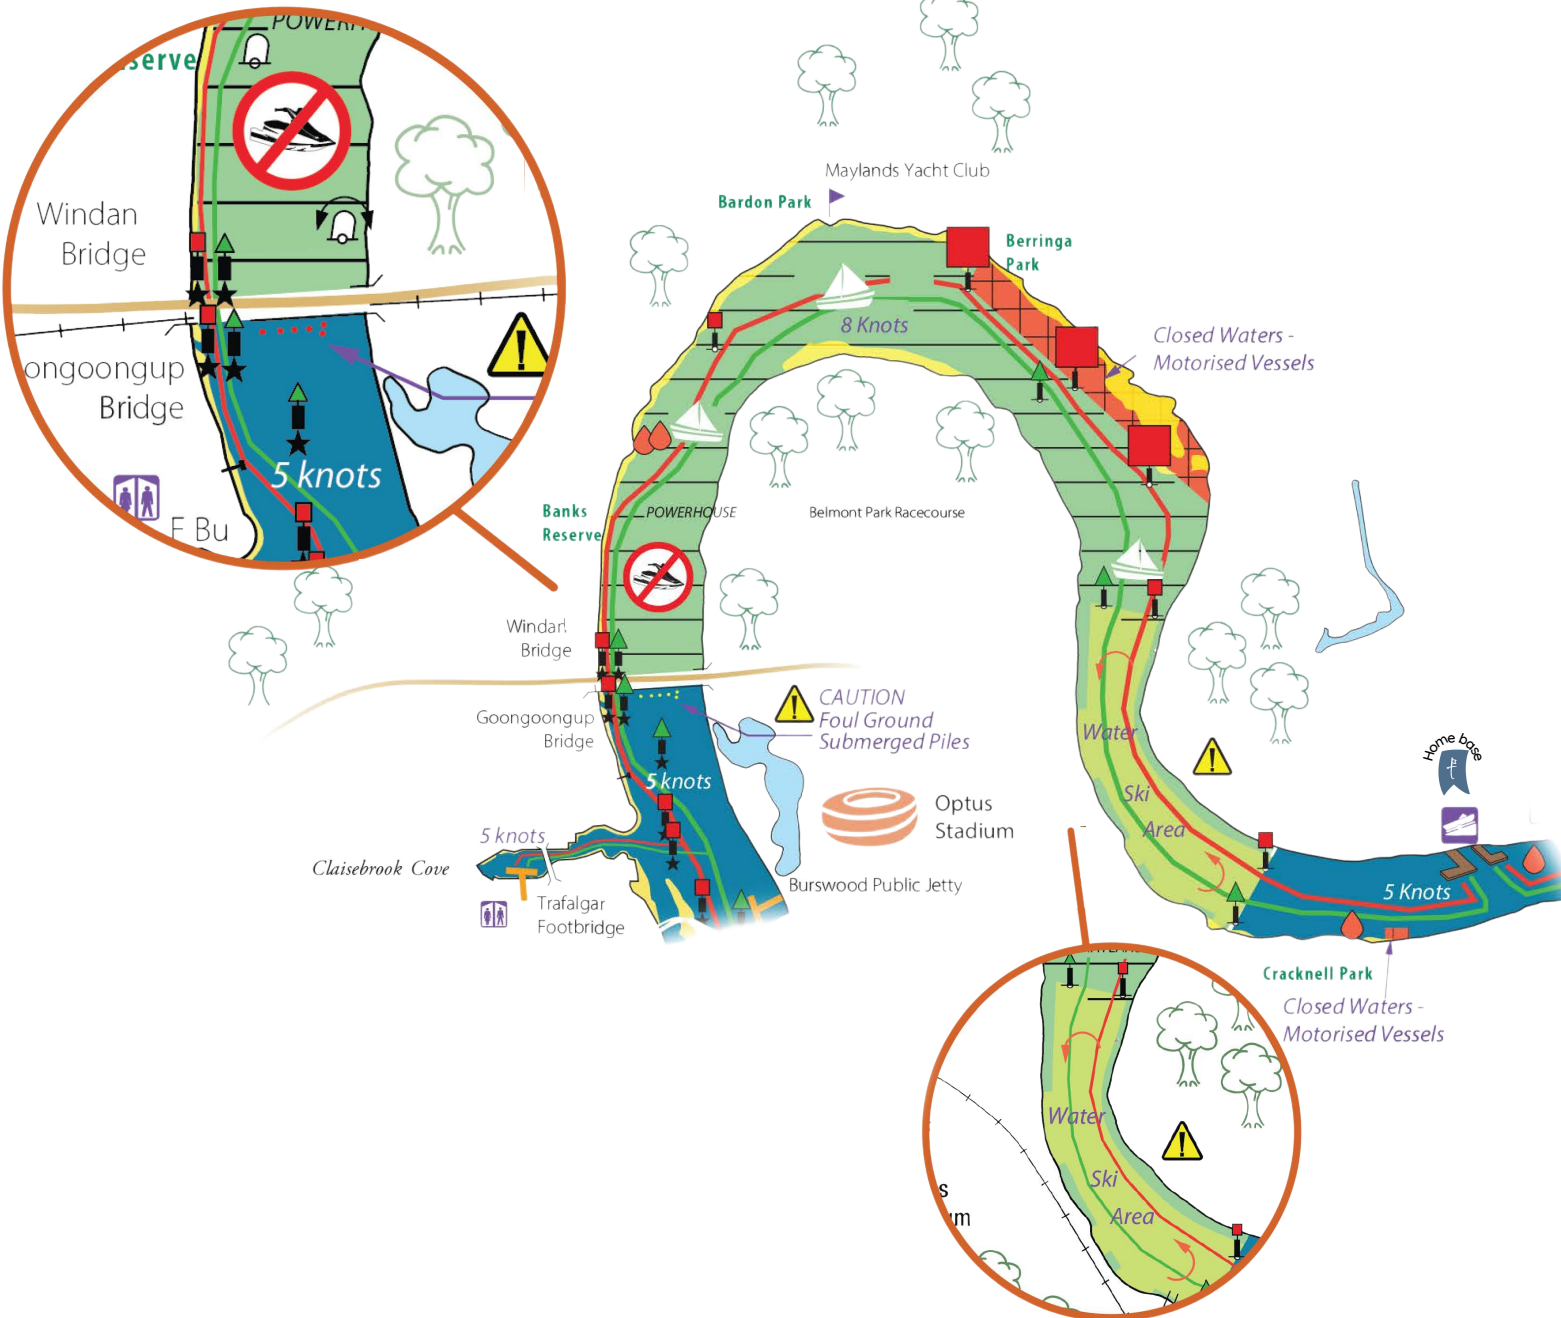 POWERH
serve
Windan
Bridge
ongoongup
Bridge
5 knots
E Bu
Maylands Yacht Club
Bardon Park
Berringa
Park
8 Knots
Closed Waters -
Motorised Vessels
Banks
Reserve
POWERHOUSE
Belmont Park Racecourse
Windan
Bridge
Goongoongup
Bridge
CAUTION
Foul Ground
Submerged Piles
5 knots
Optus
Stadium
5 knots
Claisebrook Cove
Trafalgar
Footbridge
Burswood Public Jetty
Water
Ski
Area
Home base
5 Knots
Cracknell Park
Closed Waters -
Motorised Vessels
Water
Ski
Area
s
um